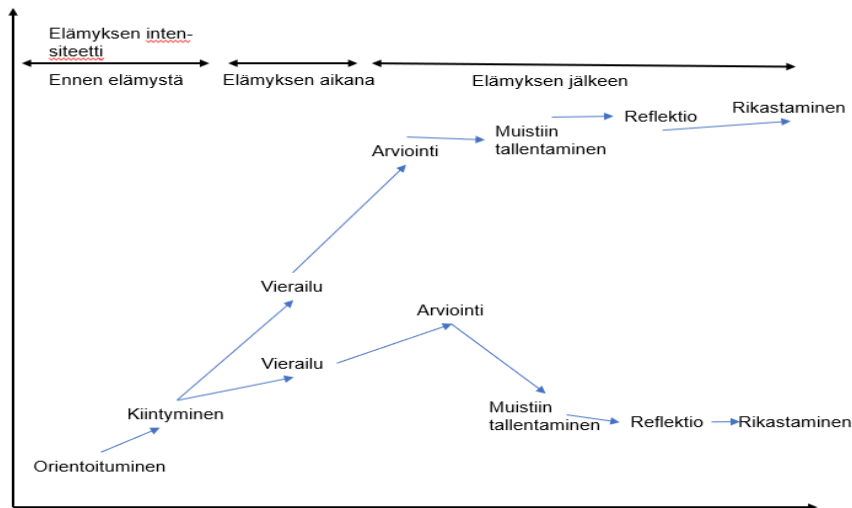 Elämyksen inten-
siteetti
Ennen elämystä
Elämyksen aikana
Elämyksen jälkeen
Rikastaminen
Reflektio
Muistiin
tallentaminen
Arviointi
Vierailu
Arviointi
Vierailu
Kiintyminen
Muistiin
tallentaminen
Reflektio
Rikastaminen
Orientoituminen